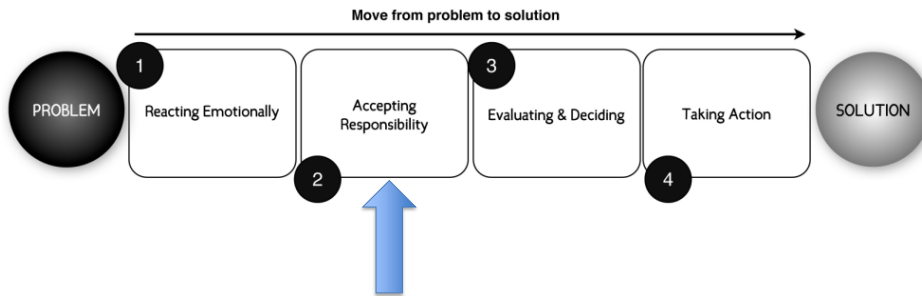 Move from problem to solution
PROBLEM
1
Reacting Emotionally
2
Accepting
Responsibility
3
Evaluating & Deciding
4
Taking Action
SOLUTION